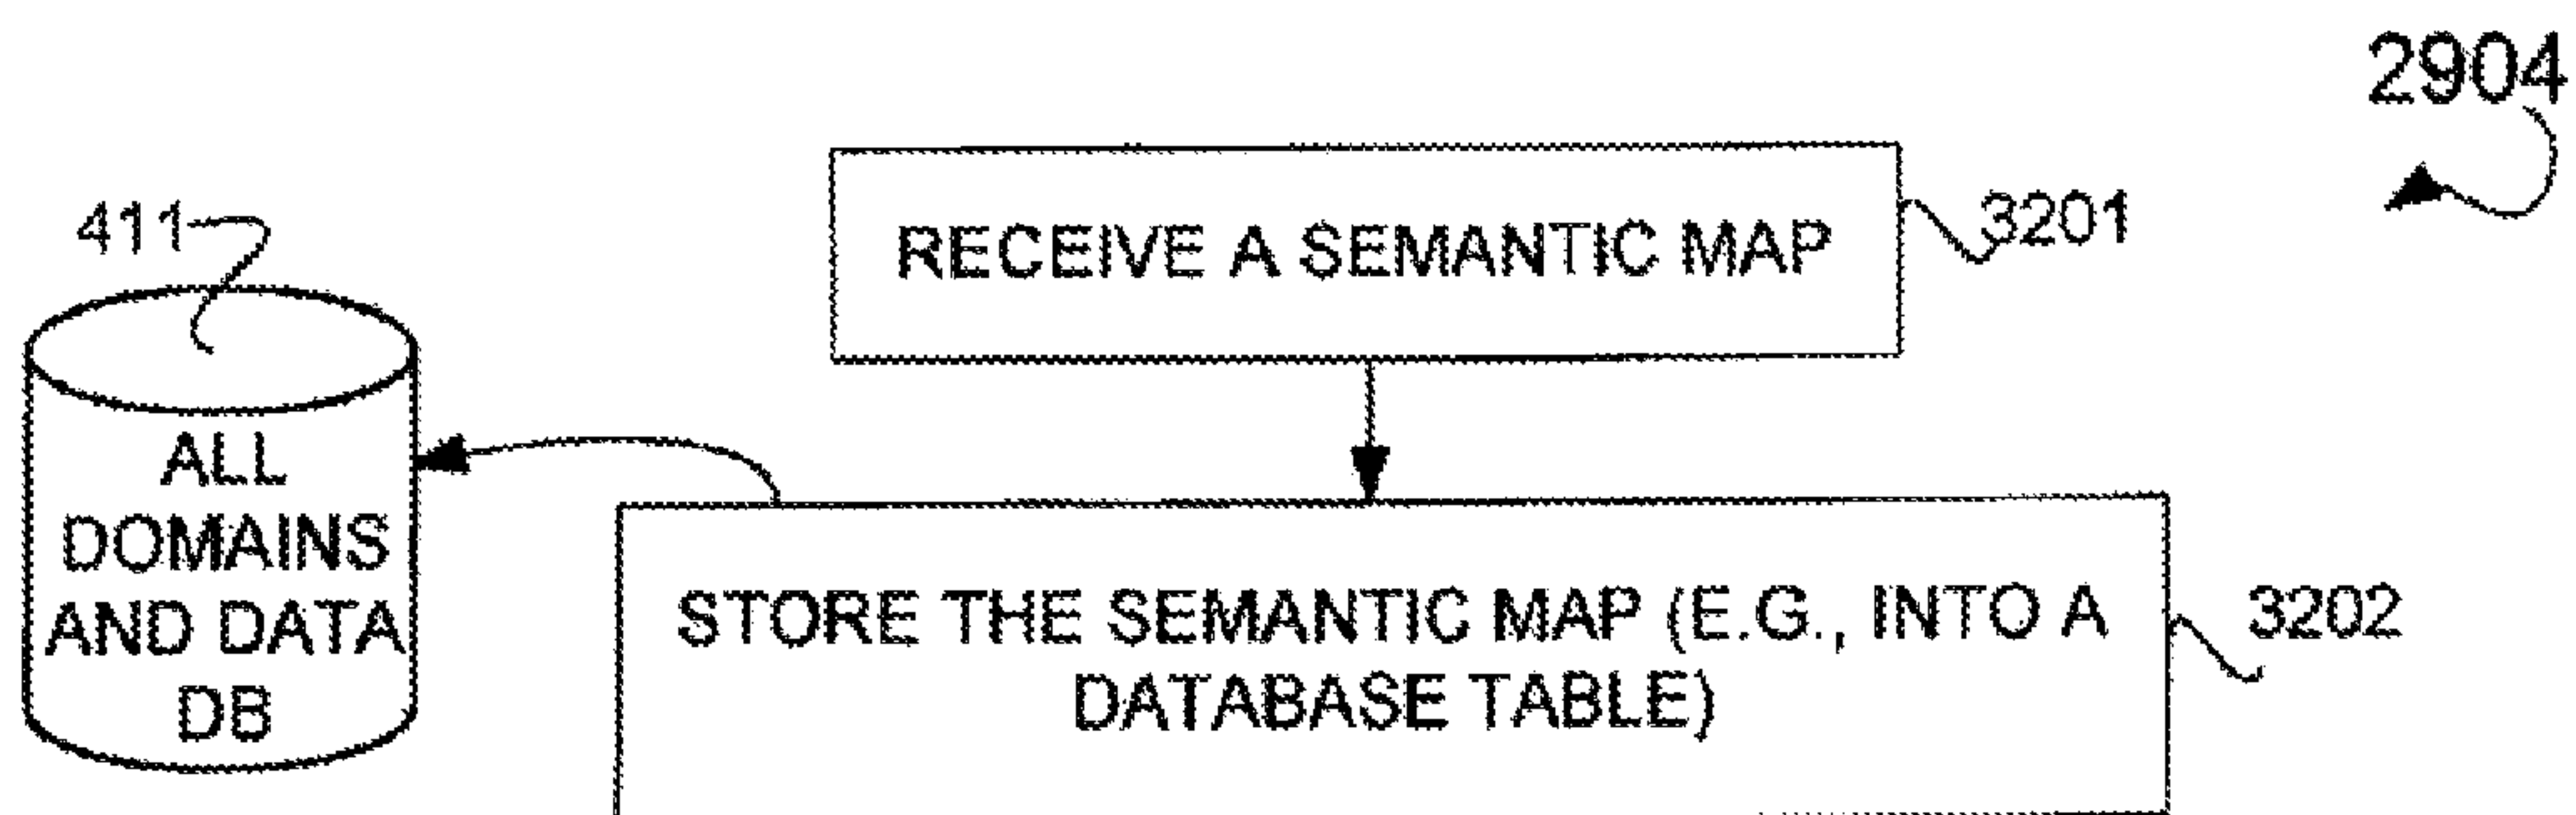 2904
RECEIVE A SEMANTIC MAP
3201
411
ALL
DOMAINS
AND DATA
DB
STORE THE SEMANTIC MAP (E.G., INTO A
DATABASE TABLE)
3202